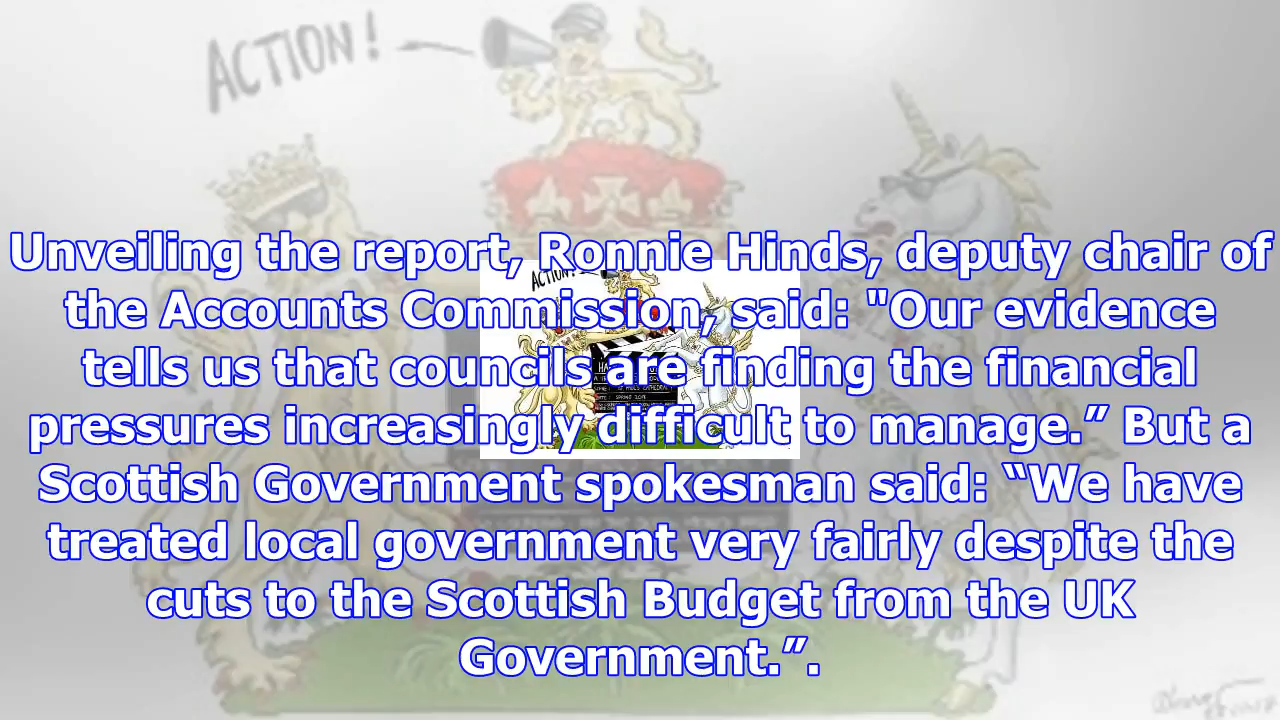 ACTION!
Unveiling the report, Ronnie Hinds, deputy chair of
the Accounts Commission, said: "Our evidence
tells us that councils are finding the financial
pressures increasingly difficult to manage.” But a
Scottish Government spokesman said: “We have
treated local government very fairly despite the
cuts to the Scottish Budget from the UK
Government.”.
ACTION!